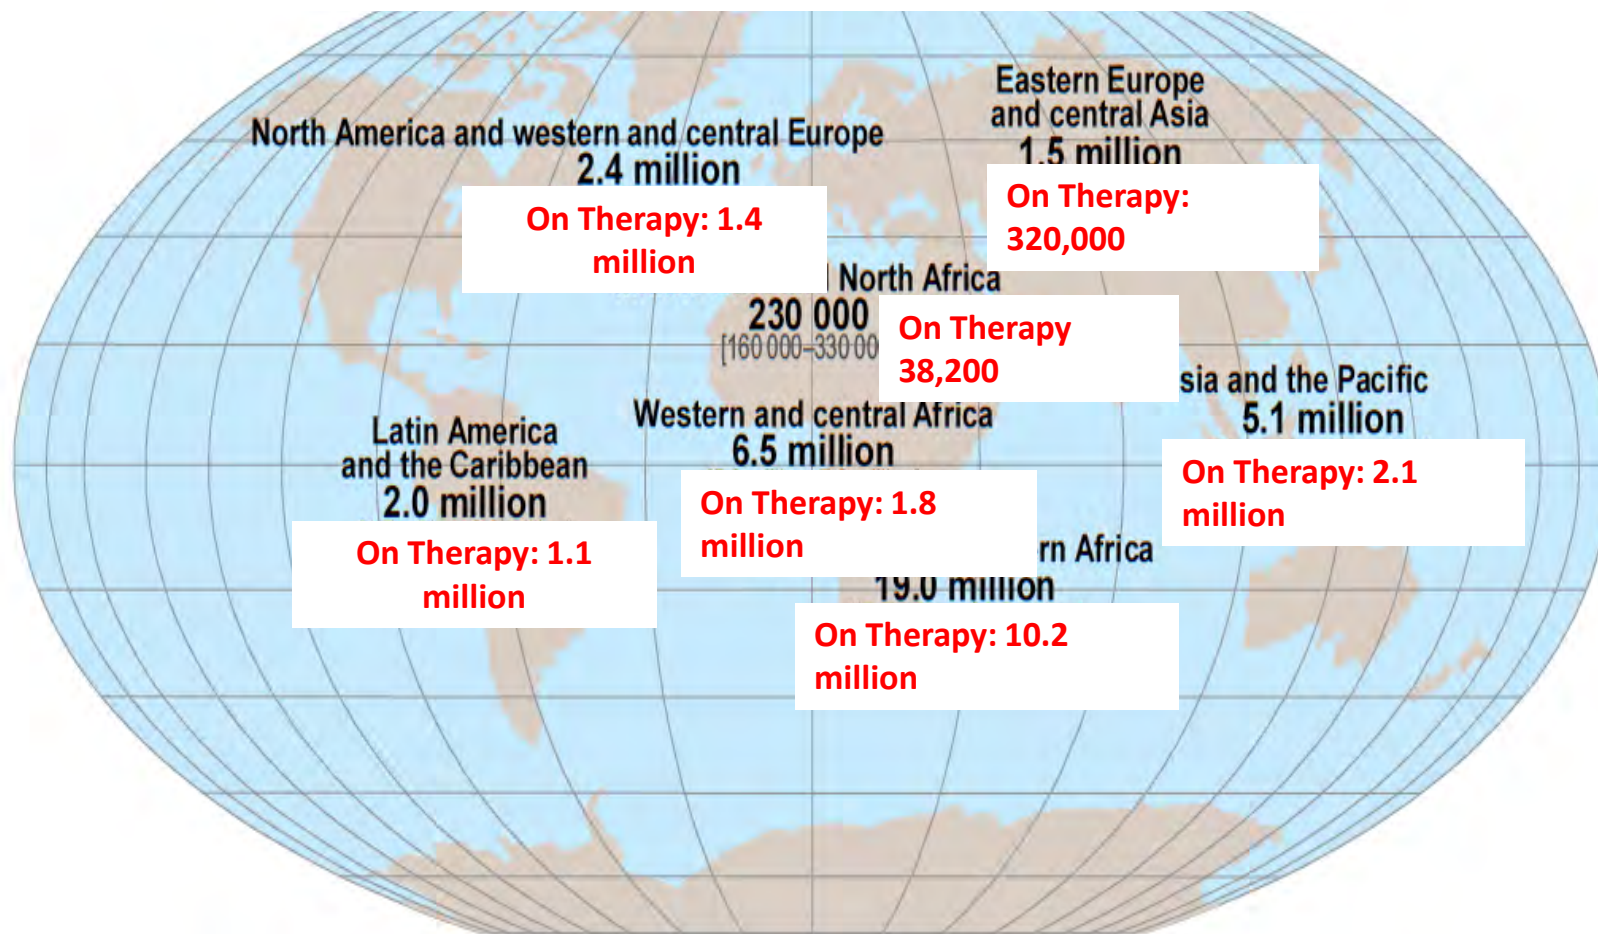 Eastern Europe
and central Asia
1.5 million
On Therapy:
320,000
North America and western and central Europe
2.4 million
On Therapy: 1.4
million
North Africa
230 000
[160 000–330 00
On Therapy
38,200
sia and the Pacific
5.1 million
On Therapy: 2.1
million
Western and central Africa
6.5 million
On Therapy: 1.8
million
Latin America
and the Caribbean
2.0 million
On Therapy: 1.1
million
rn Africa
19.0 million
On Therapy: 10.2
million